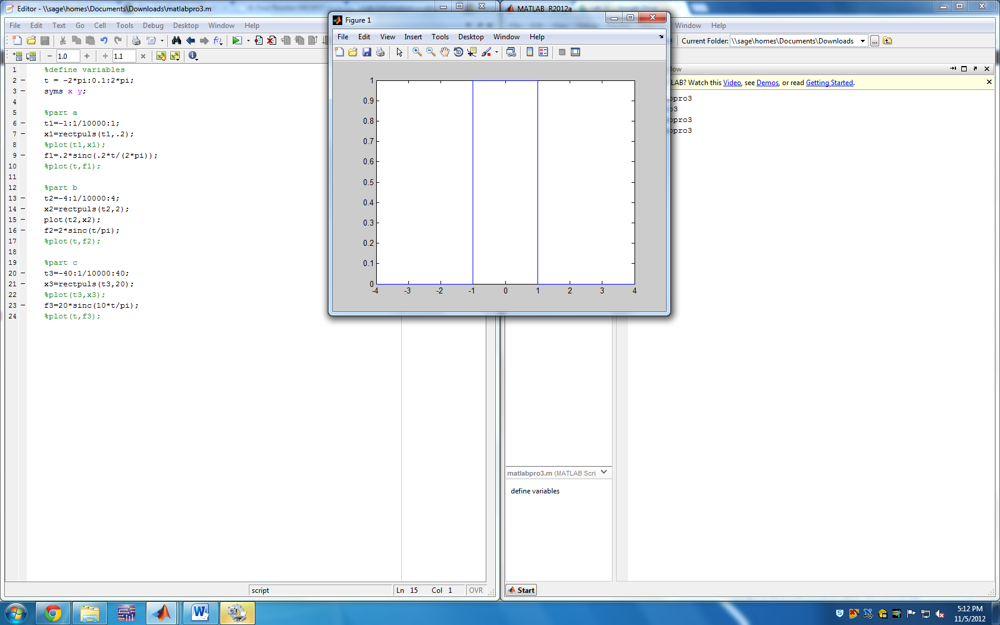 Editor - \\sage\homes\Documents\Downloads\matlabpro3.m
File Edit Text Go Cell Tools Debug Desktop Window Help
1.0
1.1
1 %define variables
2 t = -2*pi:0.1:2*pi;
3 syms x y;
4
5 %part a
6 t1=-1:1/10000:1;
7 x1=rectpuls(t1,.2);
8 %plot(t1,x1);
9 f1=.2*sinc(.2*t/(2*pi));
10 %plot(t,f1);
11
12 %part b
13 t2=-4:1/10000:4;
14 x2=rectpuls(t2,2);
15 plot(t2,x2);
16 f2=2*sinc(t/pi);
17 %plot(t,f2);
18
19 %part c
20 t3=-40:1/10000:40;
21 x3=rectpuls(t3,20);
22 %plot(t3,x3);
23 f3=20*sinc(10*t/pi);
24 %plot(t,f3);
script Ln 15 Col 1 OVR
Figure 1
File Edit View Insert Tools Desktop Window Help
1
0.9
0.8
0.7
0.6
0.5
0.4
0.3
0.2
0.1
0
-4 -3 -2 -1 0 1 2 3 4
MATLAB R2012a
Window Help
Current Folder: \\sage\homes\Documents\Downloads
LAB? Watch this Video, see Demos, or read Getting Started.
pro3
o3
pro3
pro3
matlabpro3.m (MATLAB Scri
define variables
Start
5:12 PM
11/5/2012